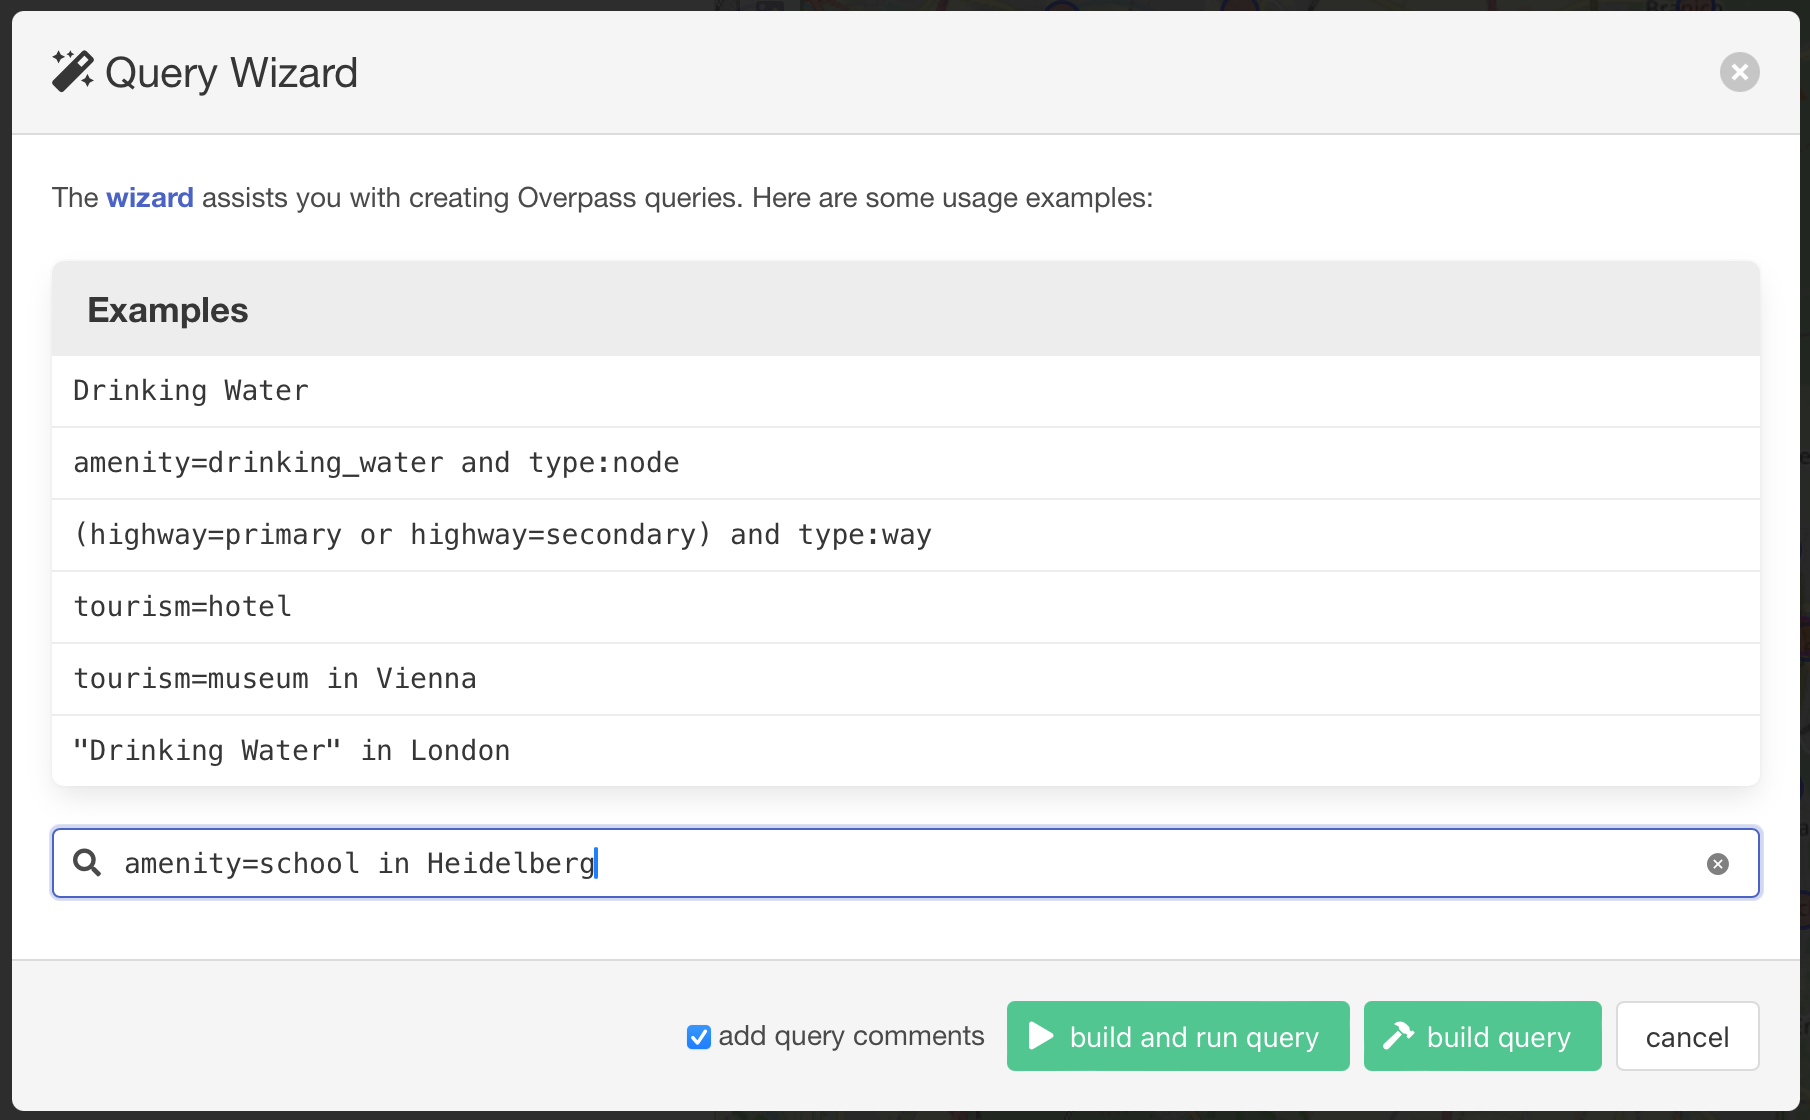 Query Wizard
The wizard assists you with creating Overpass queries. Here are some usage examples:
Examples
Drinking Water
amenity=drinking_water and type:node
(highway=primary or highway=secondary) and type:way
tourism=hotel
tourism=museum in Vienna
"Drinking Water" in London
amenity=school in Heidelberg
add query comments build and run query build query cancel